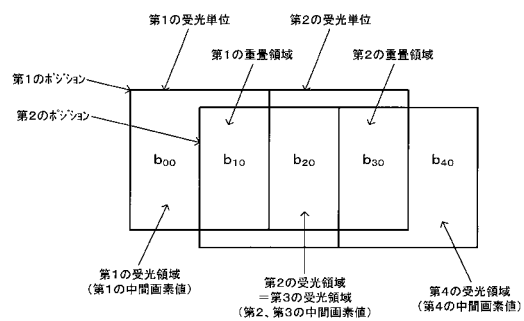 第1の受光単位
第2の受光単位
第1の重畳領域
第2の重畳領域
第1のポジション
第2のポジション
b00
b10
b20
b30
b40
第1の受光領域
(第1の中間画素値)
第2の受光領域
=第3の受光領域
(第2、第3の中間画素値)
第4の受光領域
(第4の中間画素値)